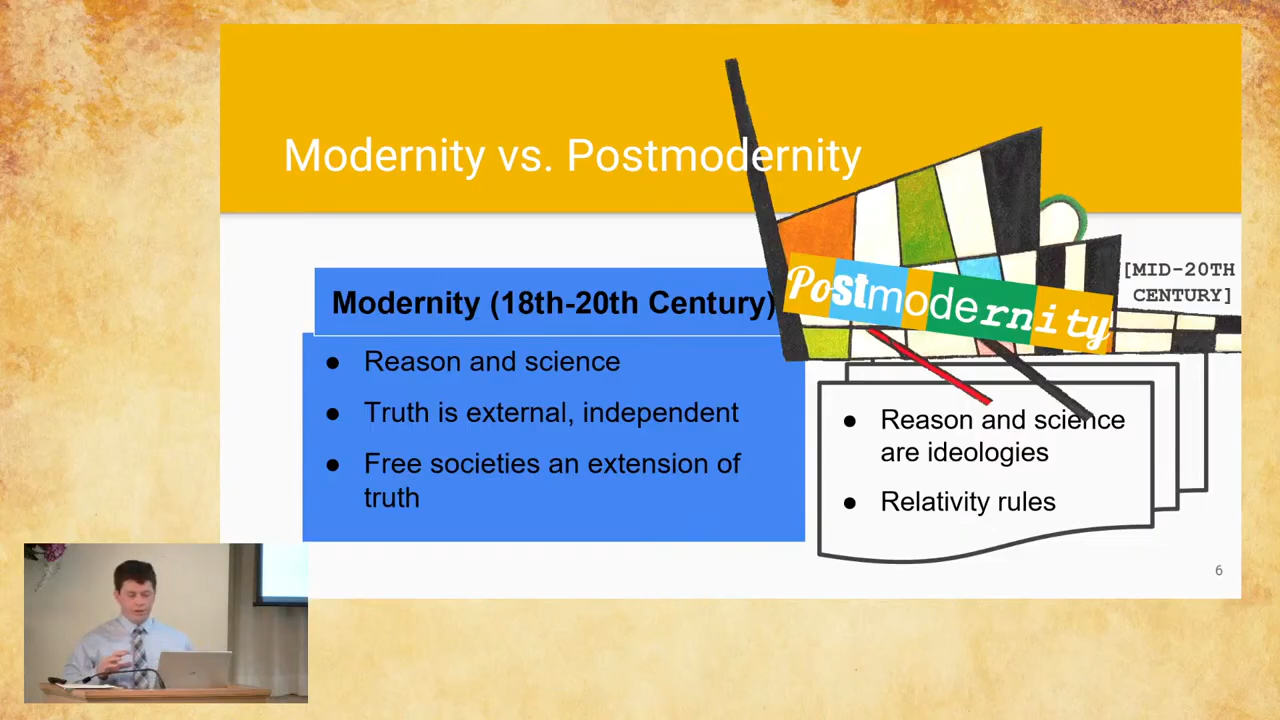 Modernity vs. Postmodernity
Modernity (18th-20th Century)
● Reason and science
● Truth is external, independent
● Free societies an extension of
truth
Postmodernity
[MID-20TH
CENTURY]
● Reason and science
are ideologies
● Relativity rules
6